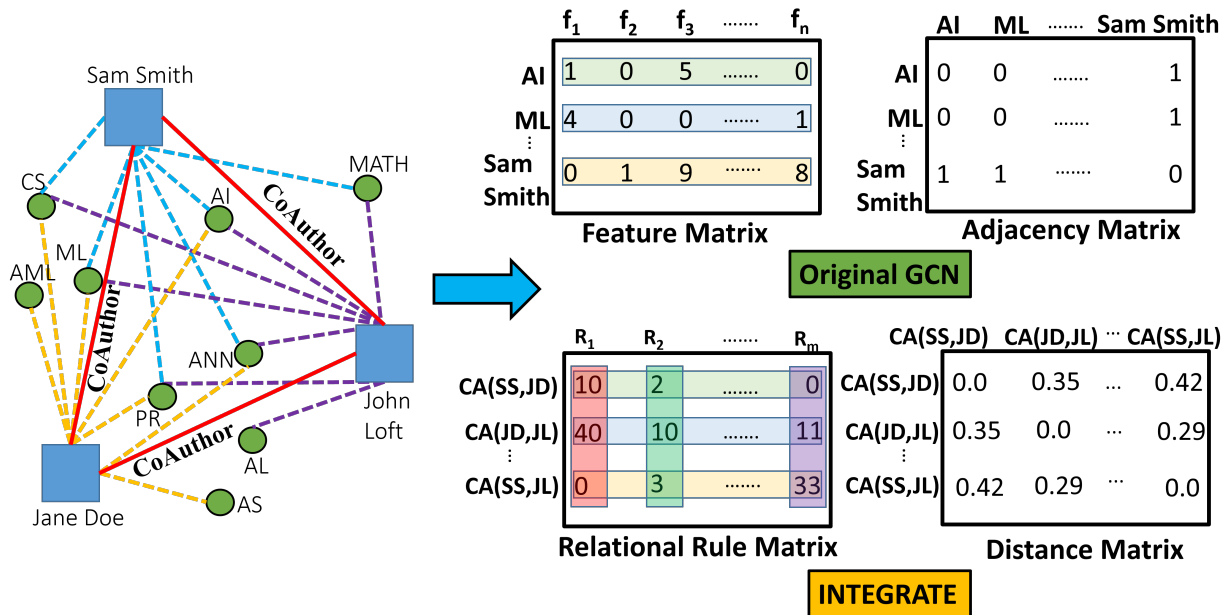 Sam Smith
CS
AI
MATH
CoAuthor
ML
AML
CoAuthor
ANN
PR
John
Loft
CoAuthor
AL
AS
Jane Doe
f1 f2 f3 ....... fn
AI 1 0 5 ....... 0
ML 4 0 0 ....... 1
...
Sam
Smith 0 1 9 ....... 8
Feature Matrix
AI ML ....... Sam Smith
AI 0 0 ....... 1
ML 0 0 ....... 1
...
Sam
Smith 1 1 ....... 0
Adjacency Matrix
Original GCN
R1 R2 ....... Rm
CA(SS,JD) 10 2 ....... 0
CA(JD,JL) 40 10 ....... 11
...
CA(SS,JL) 0 3 ....... 33
Relational Rule Matrix
CA(SS,JD) CA(JD,JL) ... CA(SS,JL)
CA(SS,JD) 0.0 0.35 ... 0.42
CA(JD,JL) 0.35 0.0 ... 0.29
...
CA(SS,JL) 0.42 0.29 ... 0.0
Distance Matrix
INTEGRATE